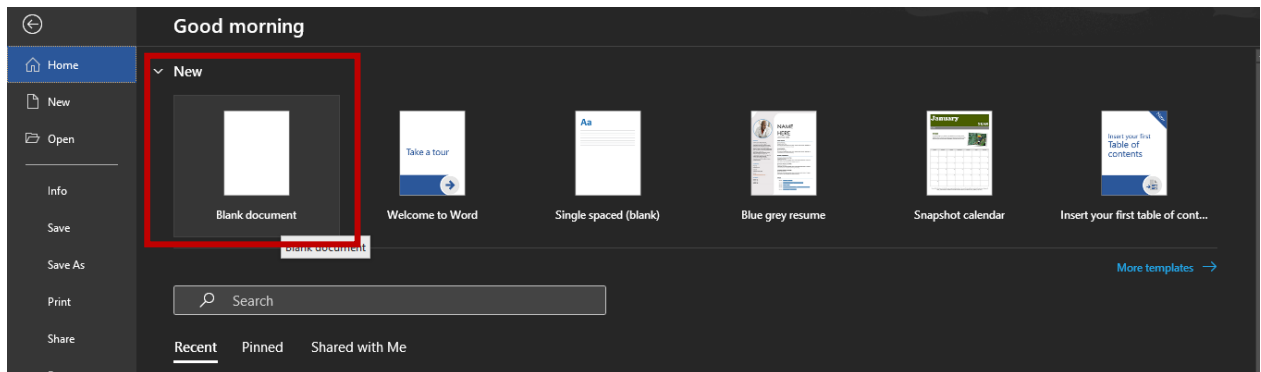 Good morning
Home
New
Open
Info
Save
Save As
Print
Share
New
Take a tour
Aa
NAME
HERE
January
Insert your first
Table of
contents
Blank document
Welcome to Word
Single spaced (blank)
Blue grey resume
Snapshot calendar
Insert your first table of cont...
Blank document
More templates
Search
Recent
Pinned
Shared with Me